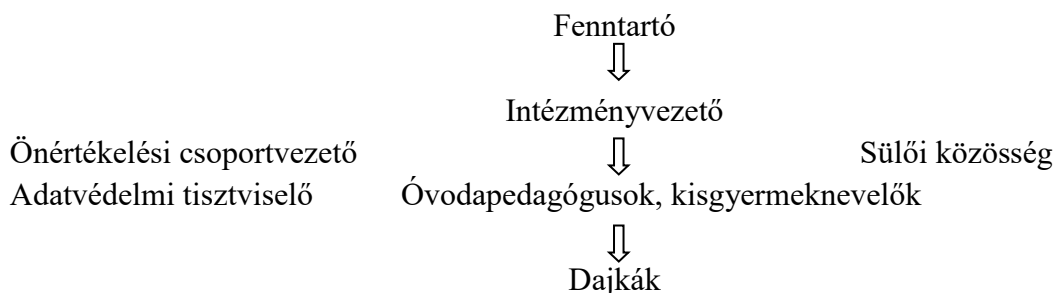 Fenntartó
Intézményvezető
Önértékelési csoportvezető
Sülői közösség
Adatvédelmi tisztviselő
Óvodapedagógusok, kisgyermeknevelők
Dajkák